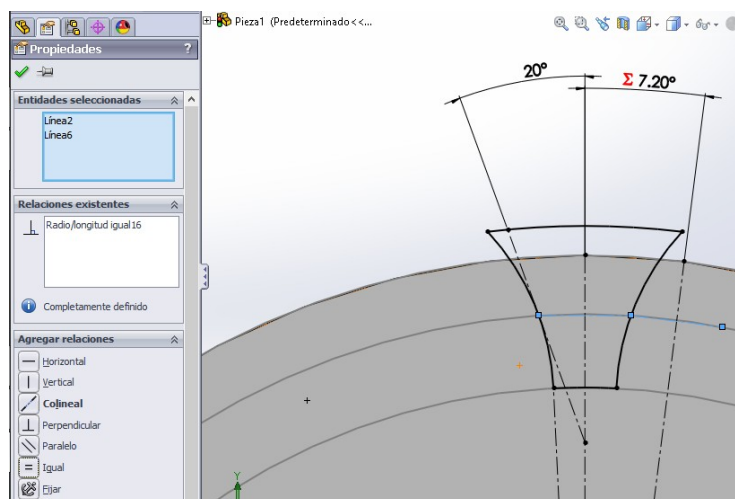 Pieza1 (Predeterminado<<...
Propiedades
?
Entidades seleccionadas
Línea2
Línea6
Relaciones existentes
Radio/longitud igual16
Completamente definido
Agregar relaciones
Horizontal
Vertical
Colineal
Perpendicular
Paralelo
Igual
Fijar
20°
Σ 7.20°
Y